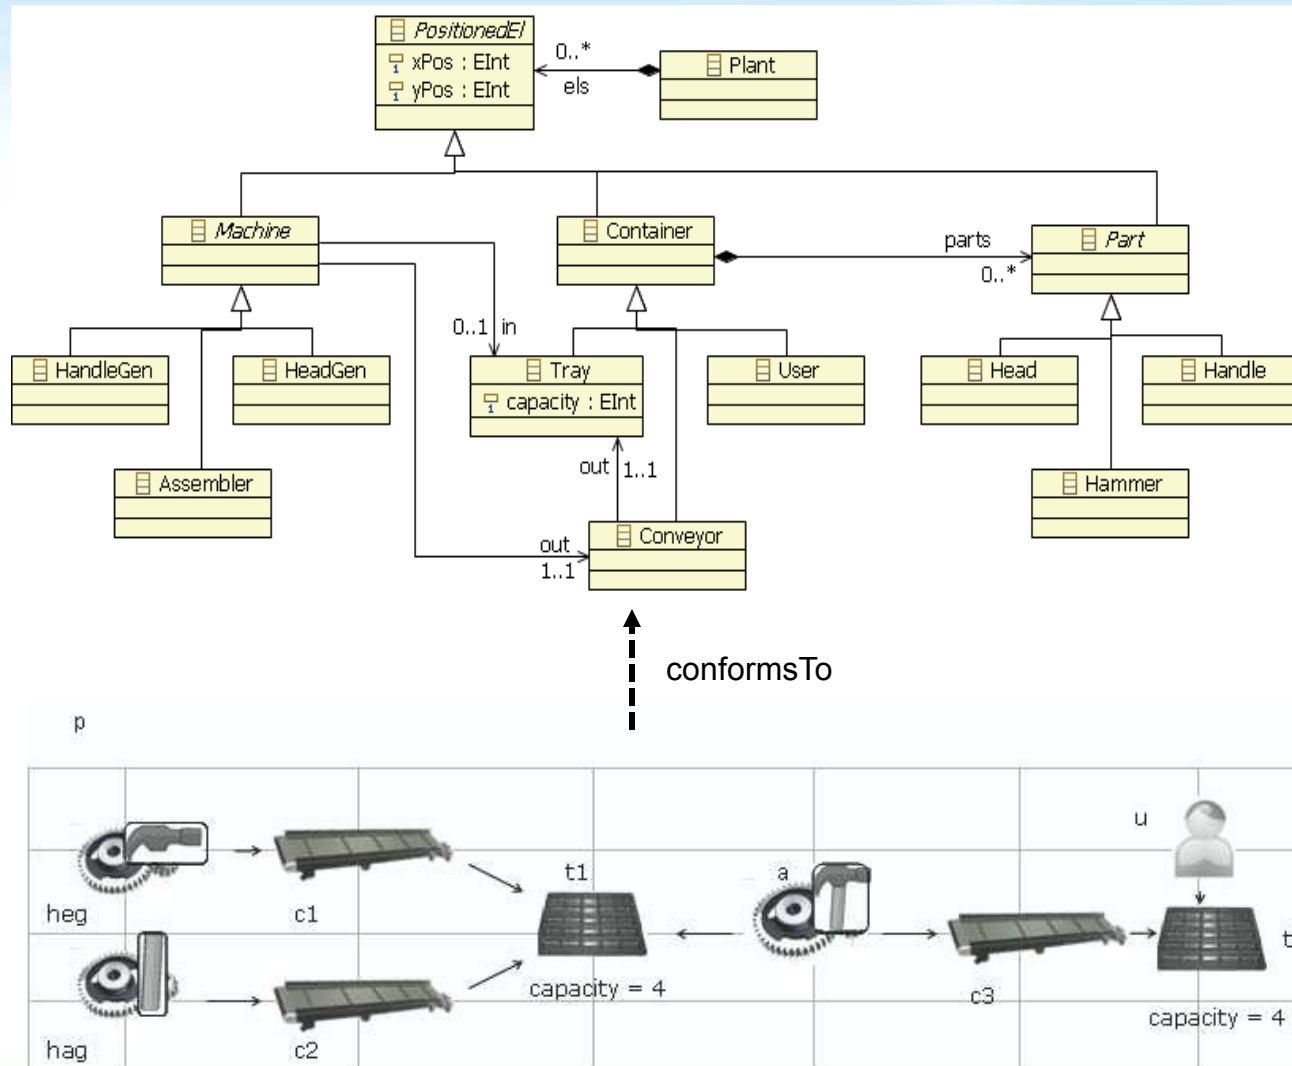 PositionedEl
xPos : EInt
yPos : EInt
0..*
els
Plant
Machine
Container
parts
0..*
Part
0..1 in
HandleGen
HeadGen
Tray
capacity : EInt
User
Head
Handle
out 1..1
Assembler
Hammer
out
1..1
Conveyor
conformsTo
p
u
t1
a
heg
c1
t
capacity = 4
c3
capacity = 4
hag
c2